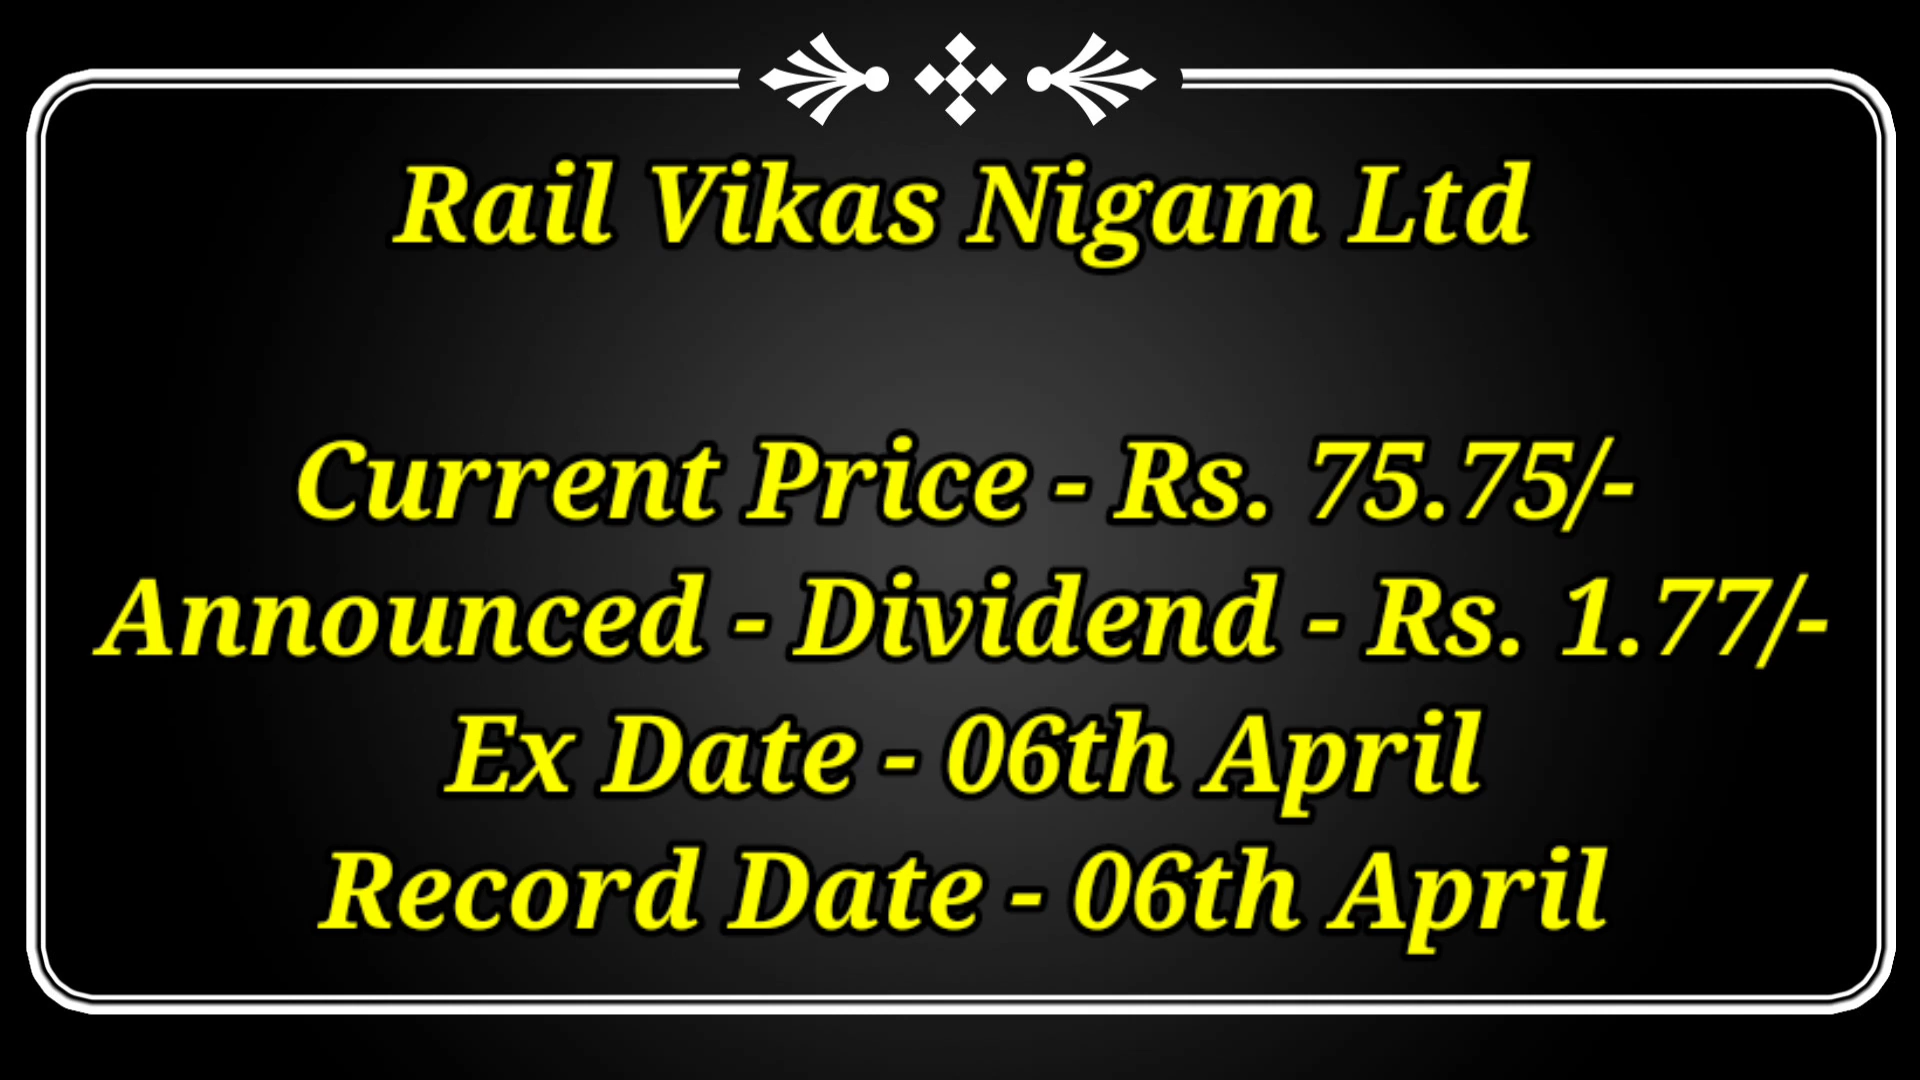 Rail Vikas Nigam Ltd
Current Price - Rs. 75.75/-
Announced - Dividend - Rs. 1.77/-
Ex Date - 06th April
Record Date - 06th April